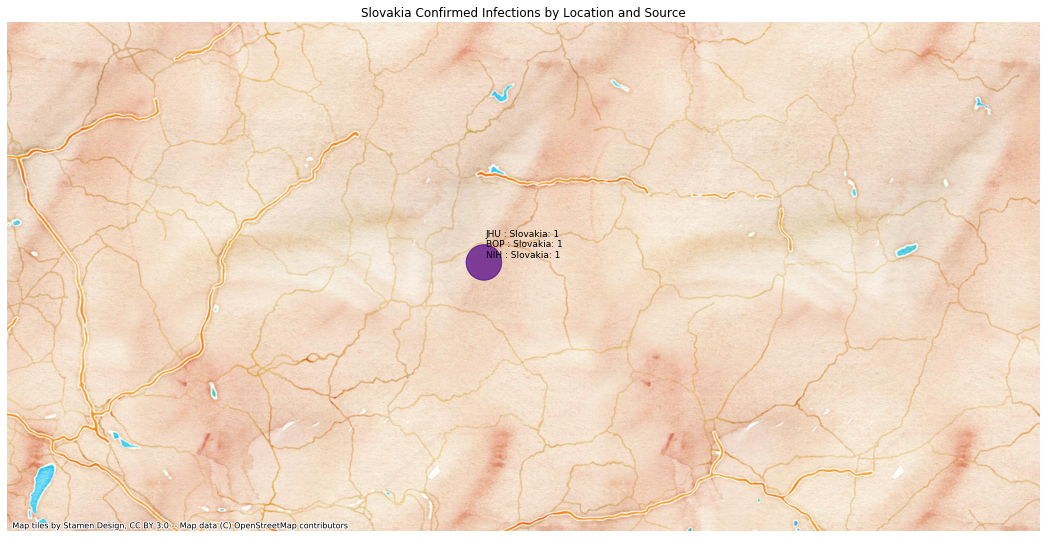 Slovakia Confirmed Infections by Location and Source
JHU : Slovakia: 1
BOP : Slovakia: 1
NIH : Slovakia: 1
Map tiles by Stamen Design, CC BY 3.0 -- Map data (C) OpenStreetMap contributors